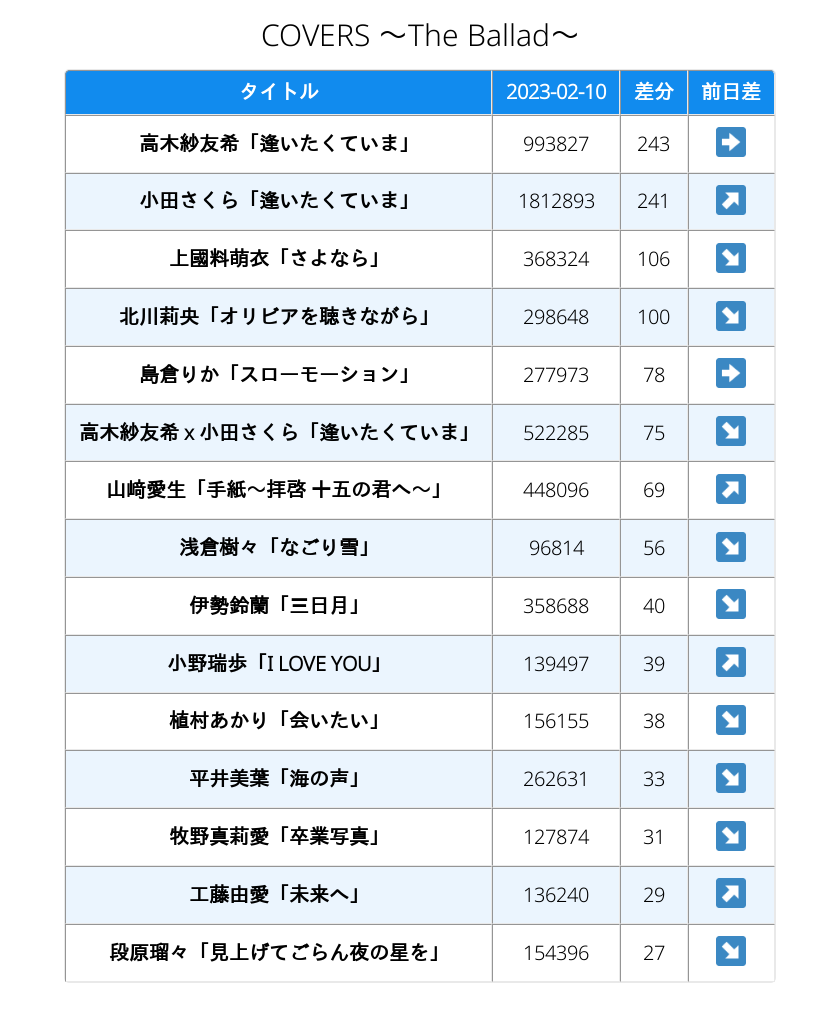 COVERS ～The Ballad～
タイトル 2023-02-10 差分 前日差
高木紗友希「逢いたくていま」 993827 243 ➡
小田さくら「逢いたくていま」 1812893 241 ↗
上國料萌衣「さよなら」 368324 106 ↘
北川莉央「オリビアを聴きながら」 298648 100 ↘
島倉りか「スローモーション」 277973 78 ➡
高木紗友希 x 小田さくら「逢いたくていま」 522285 75 ↘
山﨑愛生「手紙～拝啓 十五の君へ～」 448096 69 ↗
浅倉樹々「なごり雪」 96814 56 ↘
伊勢鈴蘭「三日月」 358688 40 ↘
小野瑞歩「I LOVE YOU」 139497 39 ↗
植村あかり「会いたい」 156155 38 ↘
平井美葉「海の声」 262631 33 ↘
牧野真莉愛「卒業写真」 127874 31 ↘
工藤由愛「未来へ」 136240 29 ↗
段原瑠々「見上げてごらん夜の星を」 154396 27 ↘